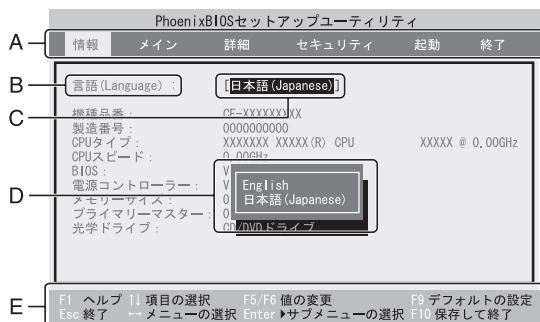 PhoenixBIOSセットアップユーティリティ
A 情報 メイン 詳細 セキュリティ 起動 終了
B 言語(Language) : [日本語(Japanese)]
C
機種品番 : CF-XXXXXXXX
製造番号 : 0000000000
CPUタイプ : XXXXXXX XXXXX(R) CPU XXXXX @ 0.00GHz
CPUスピード : 0.00GHz
BIOS : V
電源コントローラー : V
D English
日本語(Japanese)
メモリーサイズ : 0
プライマリーマスター : 0
光学ドライブ : CD/DVDドライブ
E F1 ヘルプ ↑↓ 項目の選択 F5/F6 値の変更 F9 デフォルトの設定
Esc 終了 ←→ メニューの選択 Enter ▶サブメニューの選択 F10 保存して終了